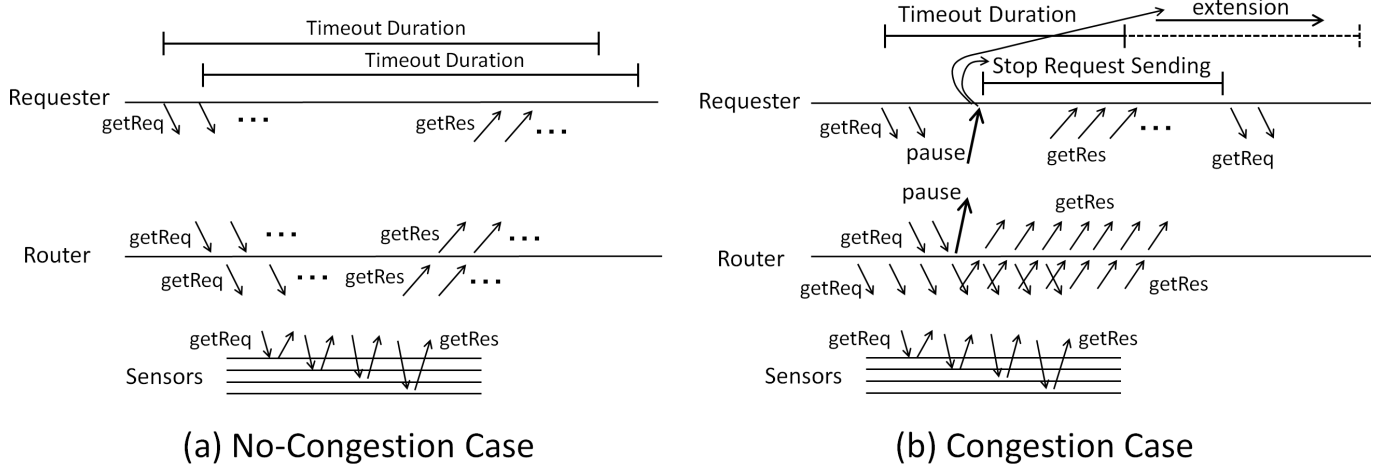 Timeout Duration
Timeout Duration
Requester
getReq
...
getRes
...
getReq
...
getRes
...
Router
getReq
...
getRes
...
getReq
getRes
Sensors
(a) No-Congestion Case
Timeout Duration
extension
Stop Request Sending
Requester
getReq
pause
getRes
...
getReq
pause
getRes
getReq
Router
getReq
getRes
getReq
getRes
Sensors
(b) Congestion Case